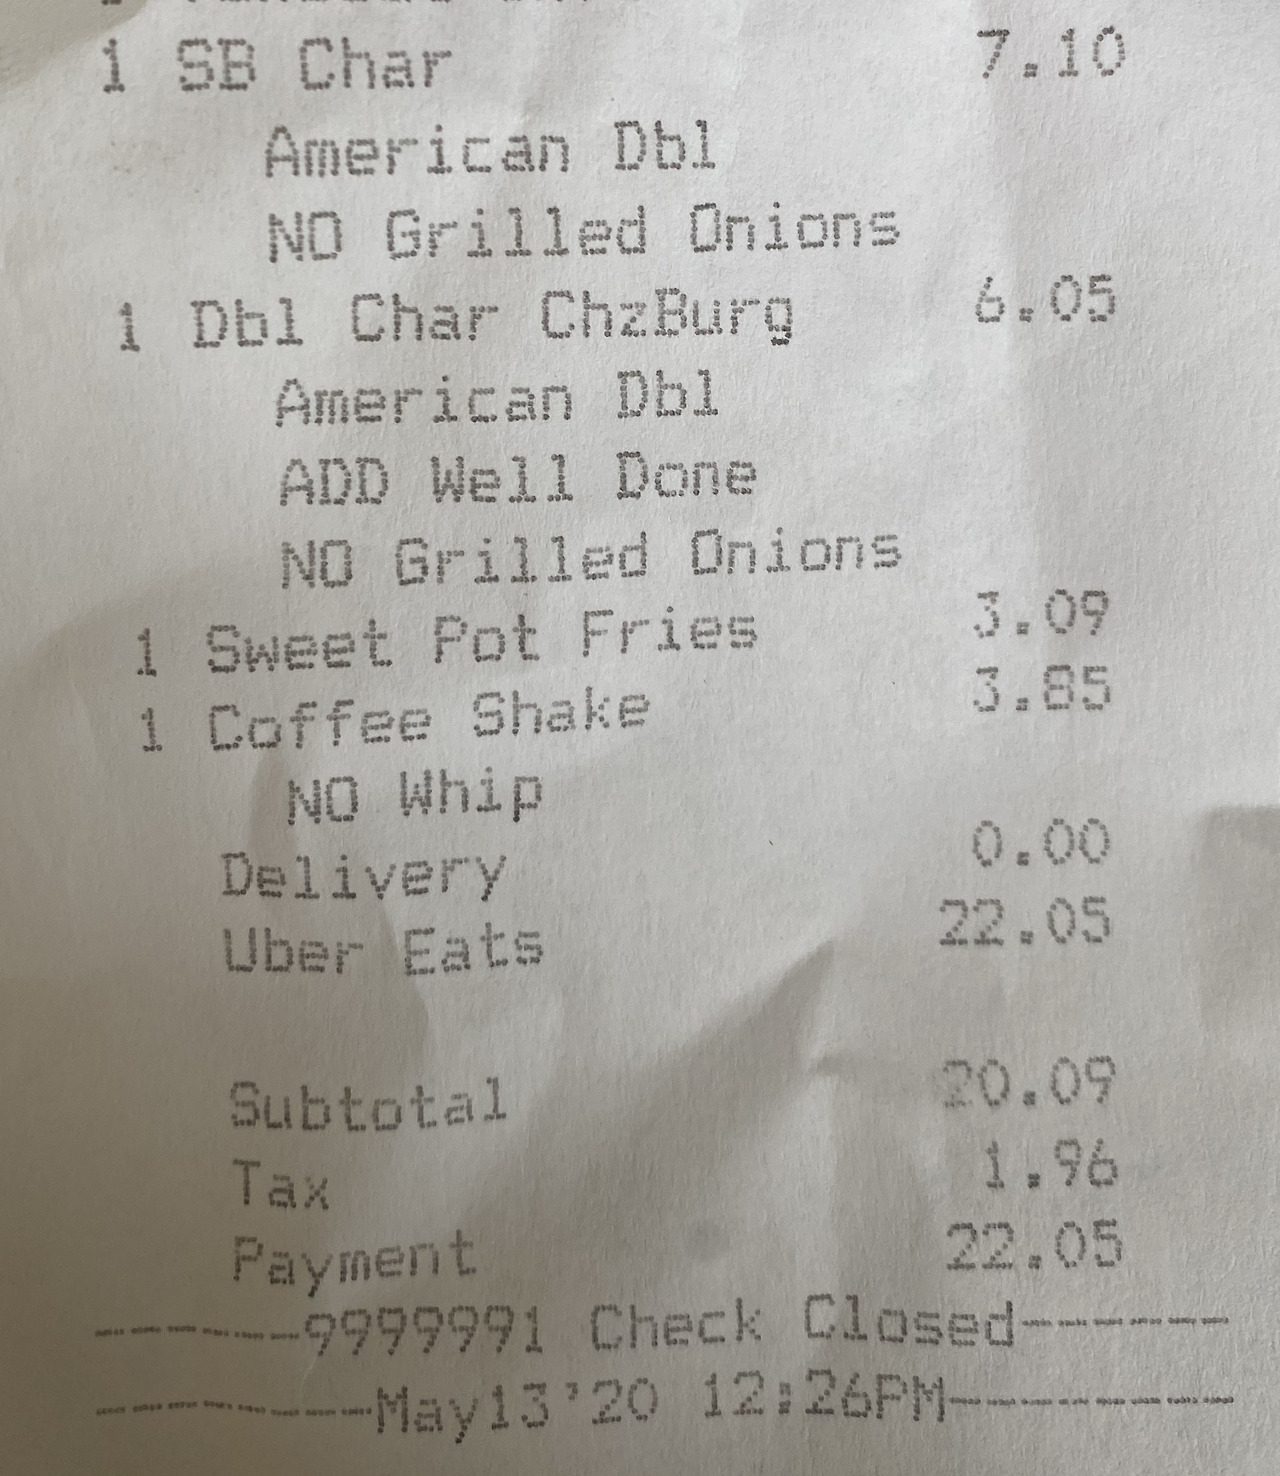 1 SB Char 7.10
American Dbl
NO Grilled Onions
1 Dbl Char ChzBurg 6.05
American Dbl
ADD Well Done
NO Grilled Onions
1 Sweet Pot Fries 3.09
1 Coffee Shake 3.85
NO Whip
Delivery 0.00
Uber Eats 22.05
Subtotal 20.09
Tax 1.96
Payment 22.05
------9999991 Check Closed------
--------May13'20 12:26PM--------